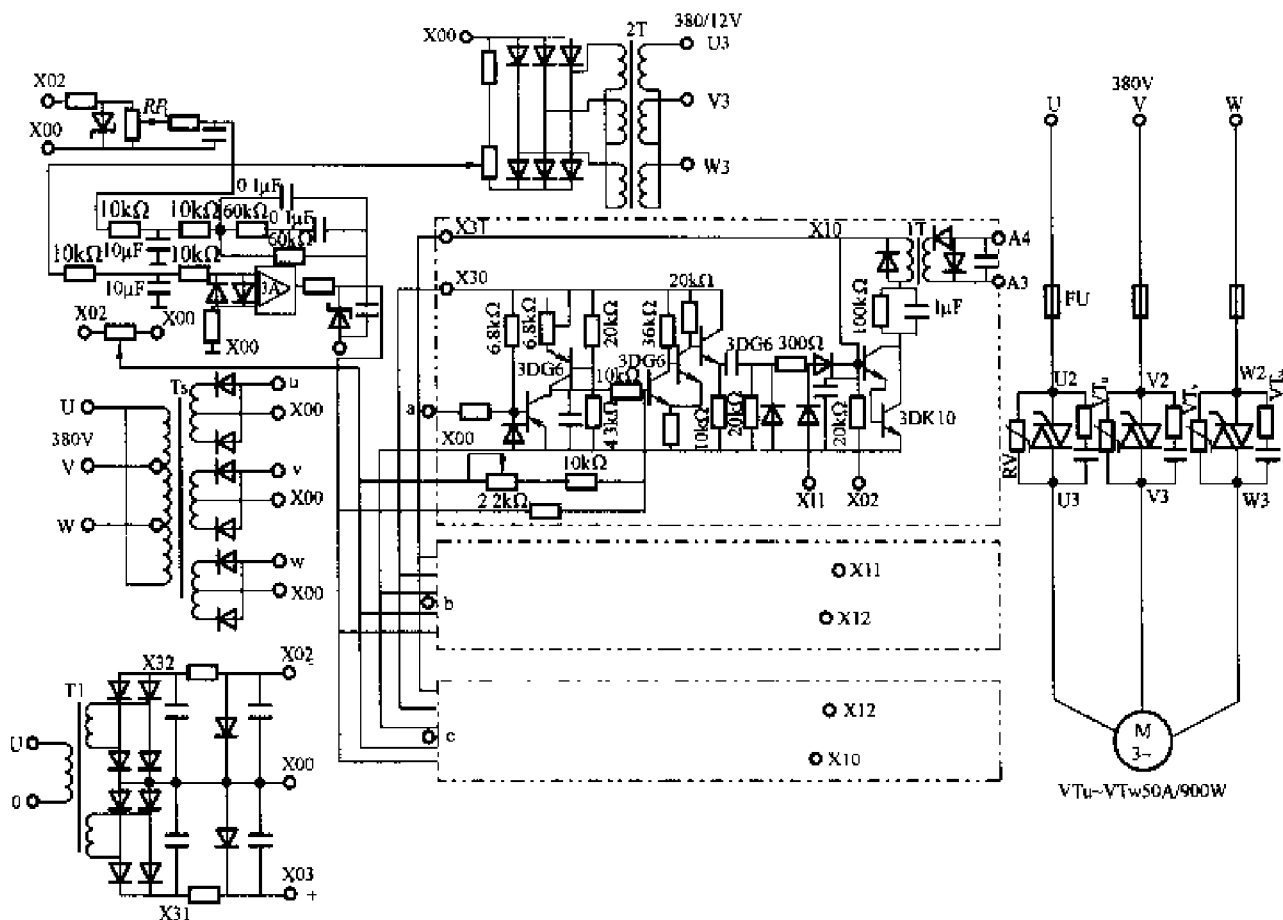 380/12V
X00
2T
U3
X02
RP
X00
V3
W3
380V
U
V
W
0 1μF
10kΩ
10kΩ
60kΩ
0 1μF
60kΩ
10μF
10kΩ
10kΩ
10μF
3A
X02
X00
X00
X31
X10
1T
A4
X30
A3
20kΩ
1μF
100kΩ
FU
6.8kΩ
6.8kΩ
20kΩ
36kΩ
3DG6
300Ω
3DG6
3DG6
10kΩ
a
X00
4.3kΩ
10kΩ
20kΩ
20kΩ
3DK10
10kΩ
2 2kΩ
X11
X02
U2
V2
W2
RV
U3
V3
W3
Ts
U
u
X00
380V
V
v
X00
W
w
X00
X11
b
X12
X12
c
X10
X32
X02
T1
U
X00
0
X03
+
X31
M
3~
VTu~VTw50A/900W